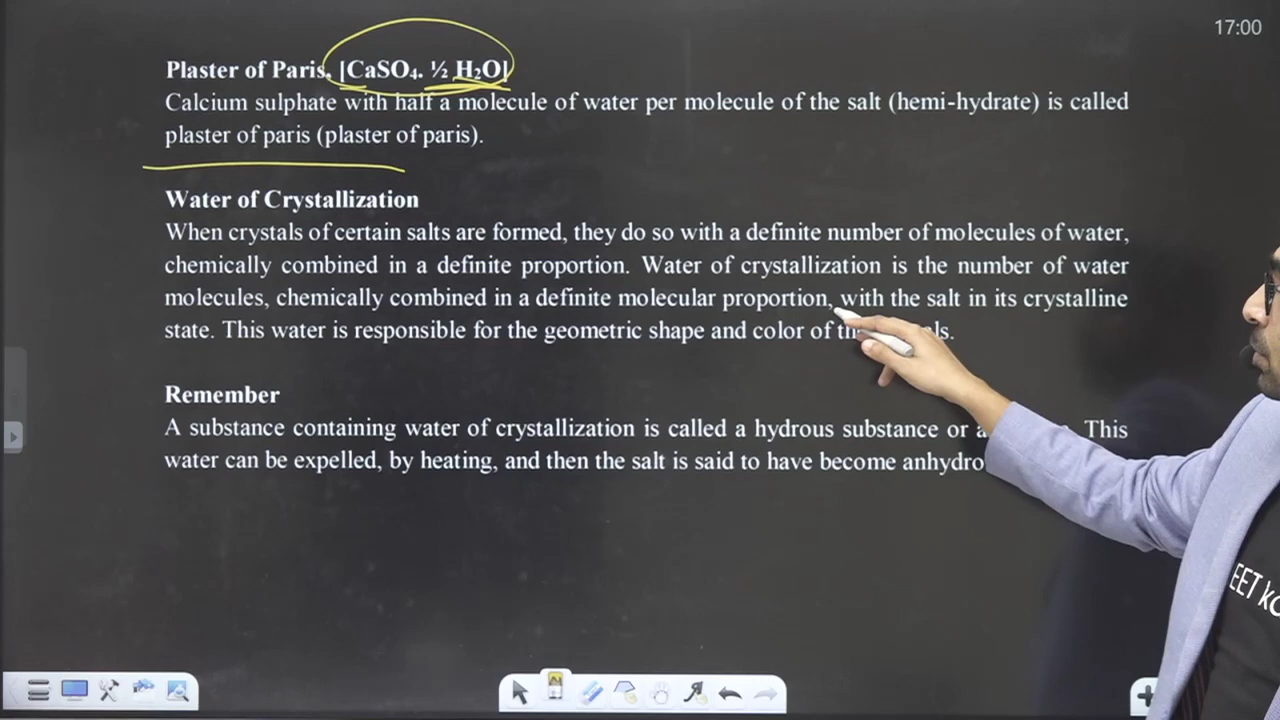 17:00
Plaster of Paris. [CaSO₄. ½ H₂O]
Calcium sulphate with half a molecule of water per molecule of the salt (hemi-hydrate) is called
plaster of paris (plaster of paris).
Water of Crystallization
When crystals of certain salts are formed, they do so with a definite number of molecules of water,
chemically combined in a definite proportion. Water of crystallization is the number of water
molecules, chemically combined in a definite molecular proportion, with the salt in its crystalline
state. This water is responsible for the geometric shape and color of
Remember
A substance containing water of crystallization is called a hydrous substance or This
water can be expelled, by heating, and then the salt is said to have become